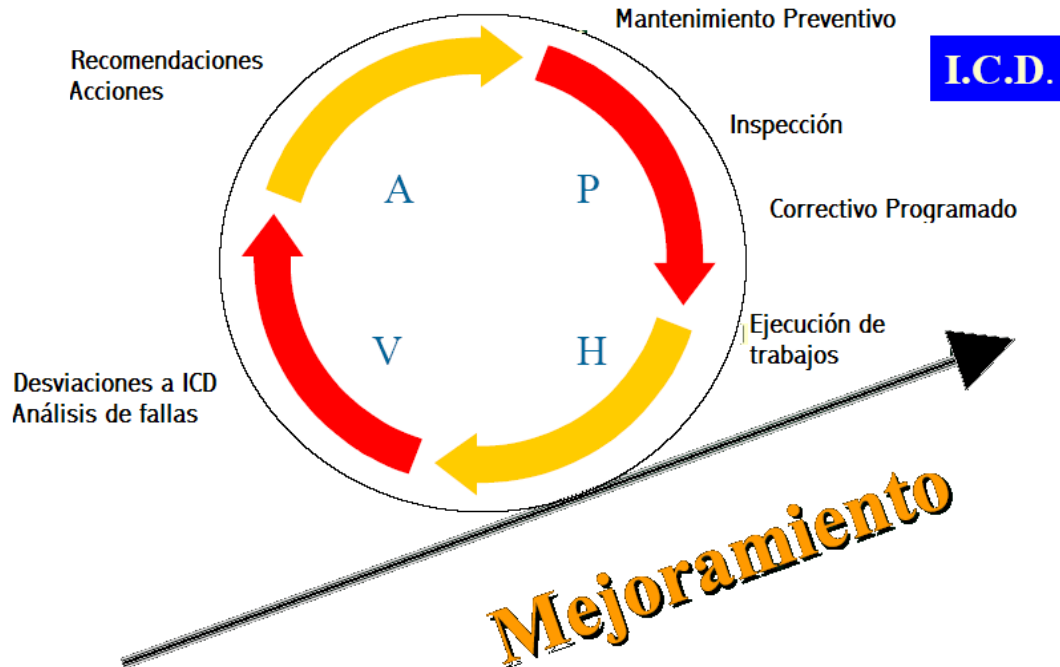 Mantenimiento Preventivo
I.C.D.
Recomendaciones
Acciones
Inspección
A
P
Correctivo Programado
Ejecución de
trabajos
V
H
Desviaciones a ICD
Análisis de fallas
Mejoramiento